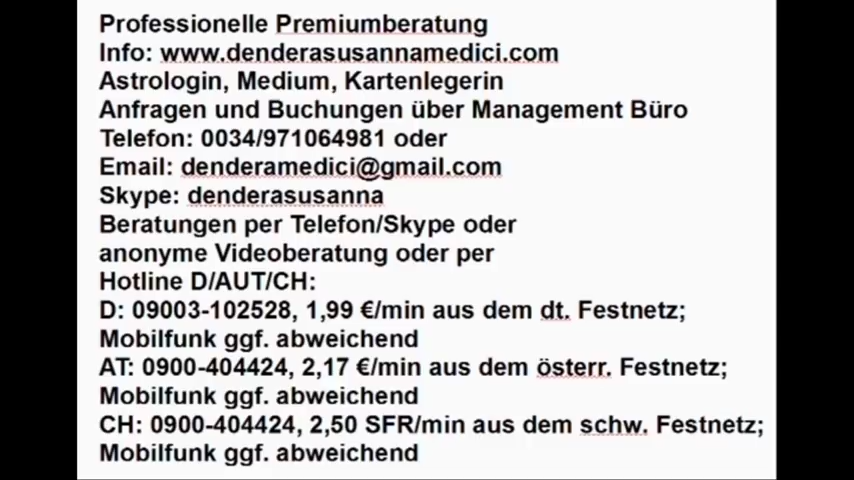 Professionelle Premiumberatung
Info: www.denderasusannamedici.com
Astrologin, Medium, Kartenlegerin
Anfragen und Buchungen über Management Büro
Telefon: 0034/971064981 oder
Email: denderamedici@gmail.com
Skype: denderasusanna
Beratungen per Telefon/Skype oder
anonyme Videoberatung oder per
Hotline D/AUT/CH:
D: 09003-102528, 1,99 €/min aus dem dt. Festnetz;
Mobilfunk ggf. abweichend
AT: 0900-404424, 2,17 €/min aus dem österr. Festnetz;
Mobilfunk ggf. abweichend
CH: 0900-404424, 2,50 SFR/min aus dem schw. Festnetz;
Mobilfunk ggf. abweichend